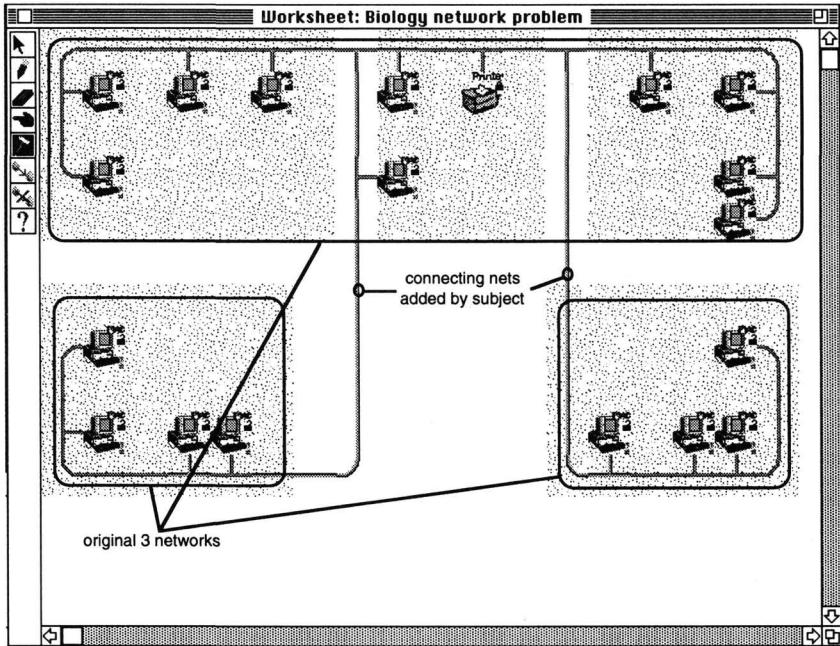 Worksheet: Biology network problem
Printer
?
connecting nets
added by subject
original 3 networks